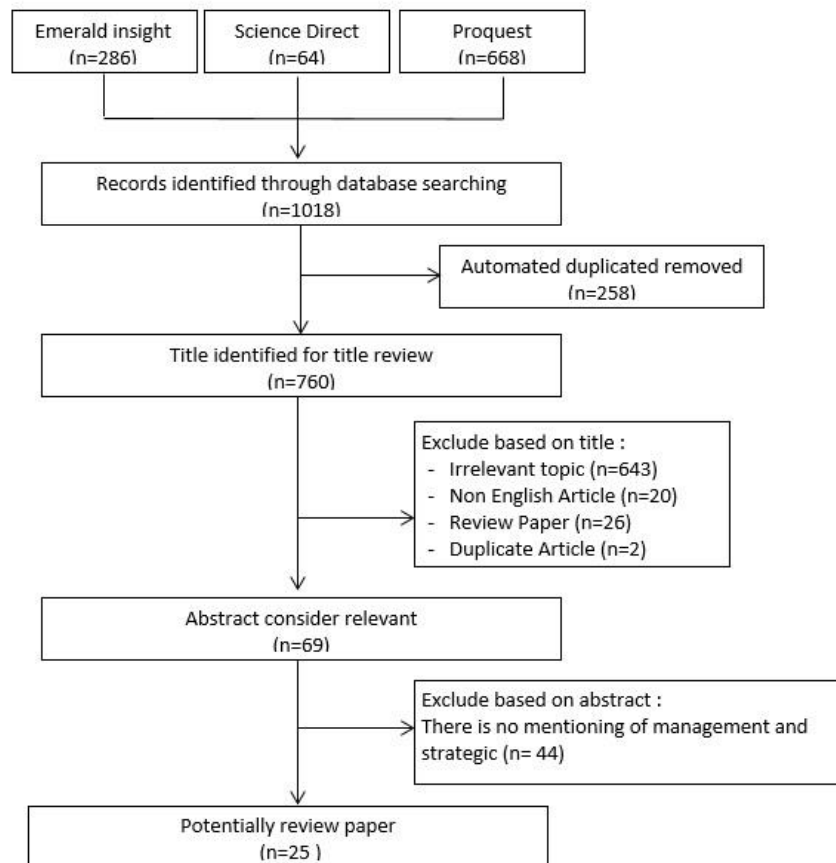 Emerald insight
(n=286)
Science Direct
(n=64)
Proquest
(n=668)
Records identified through database searching
(n=1018)
Automated duplicated removed
(n=258)
Title identified for title review
(n=760)
Exclude based on title :
- Irrelevant topic (n=643)
- Non English Article (n=20)
- Review Paper (n=26)
- Duplicate Article (n=2)
Abstract consider relevant
(n=69)
Exclude based on abstract :
There is no mentioning of management and
strategic (n= 44)
Potentially review paper
(n=25 )